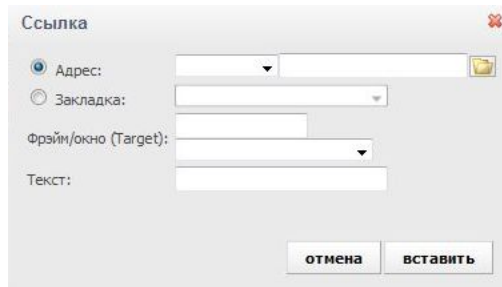 Ссылка
Адрес:
Закладка:
Фрэйм/окно (Target):
Текст:
отмена вставить